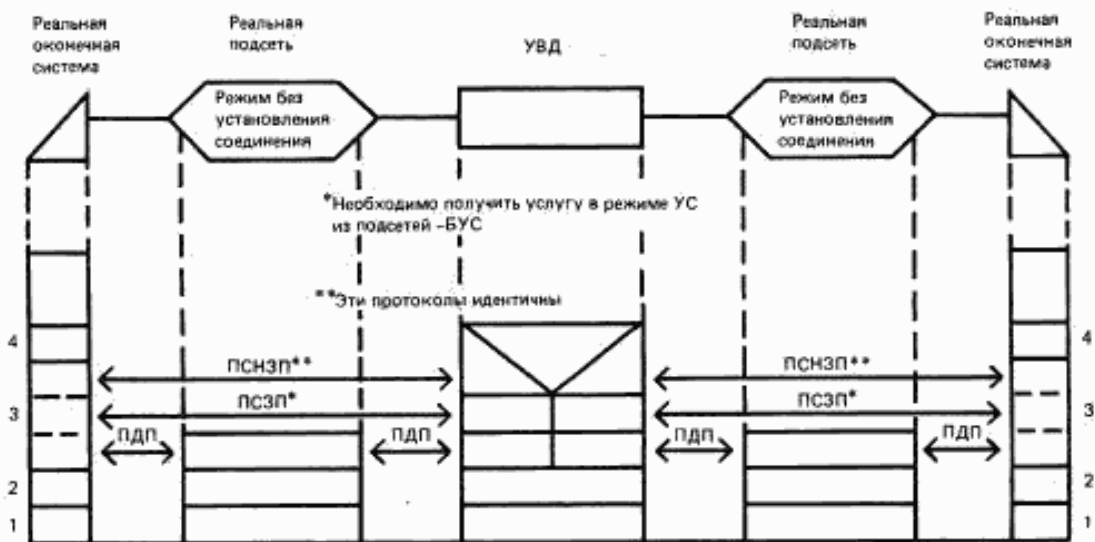 Реальная
оконечная
система
Реальная
подсеть
УВД
Реальная
подсеть
Реальная
оконечная
система
Режим без
установления
соединения
Режим без
установления
соединения
*Необходимо получить услугу в режиме УС
из подсетей –БУС
**Эти протоколы идентичны
4
ПСНЗП**
ПСНЗП**
4
3
ПСЗП*
ПСЗП*
3
ПДП
ПДП
ПДП
ПДП
2
2
1
1